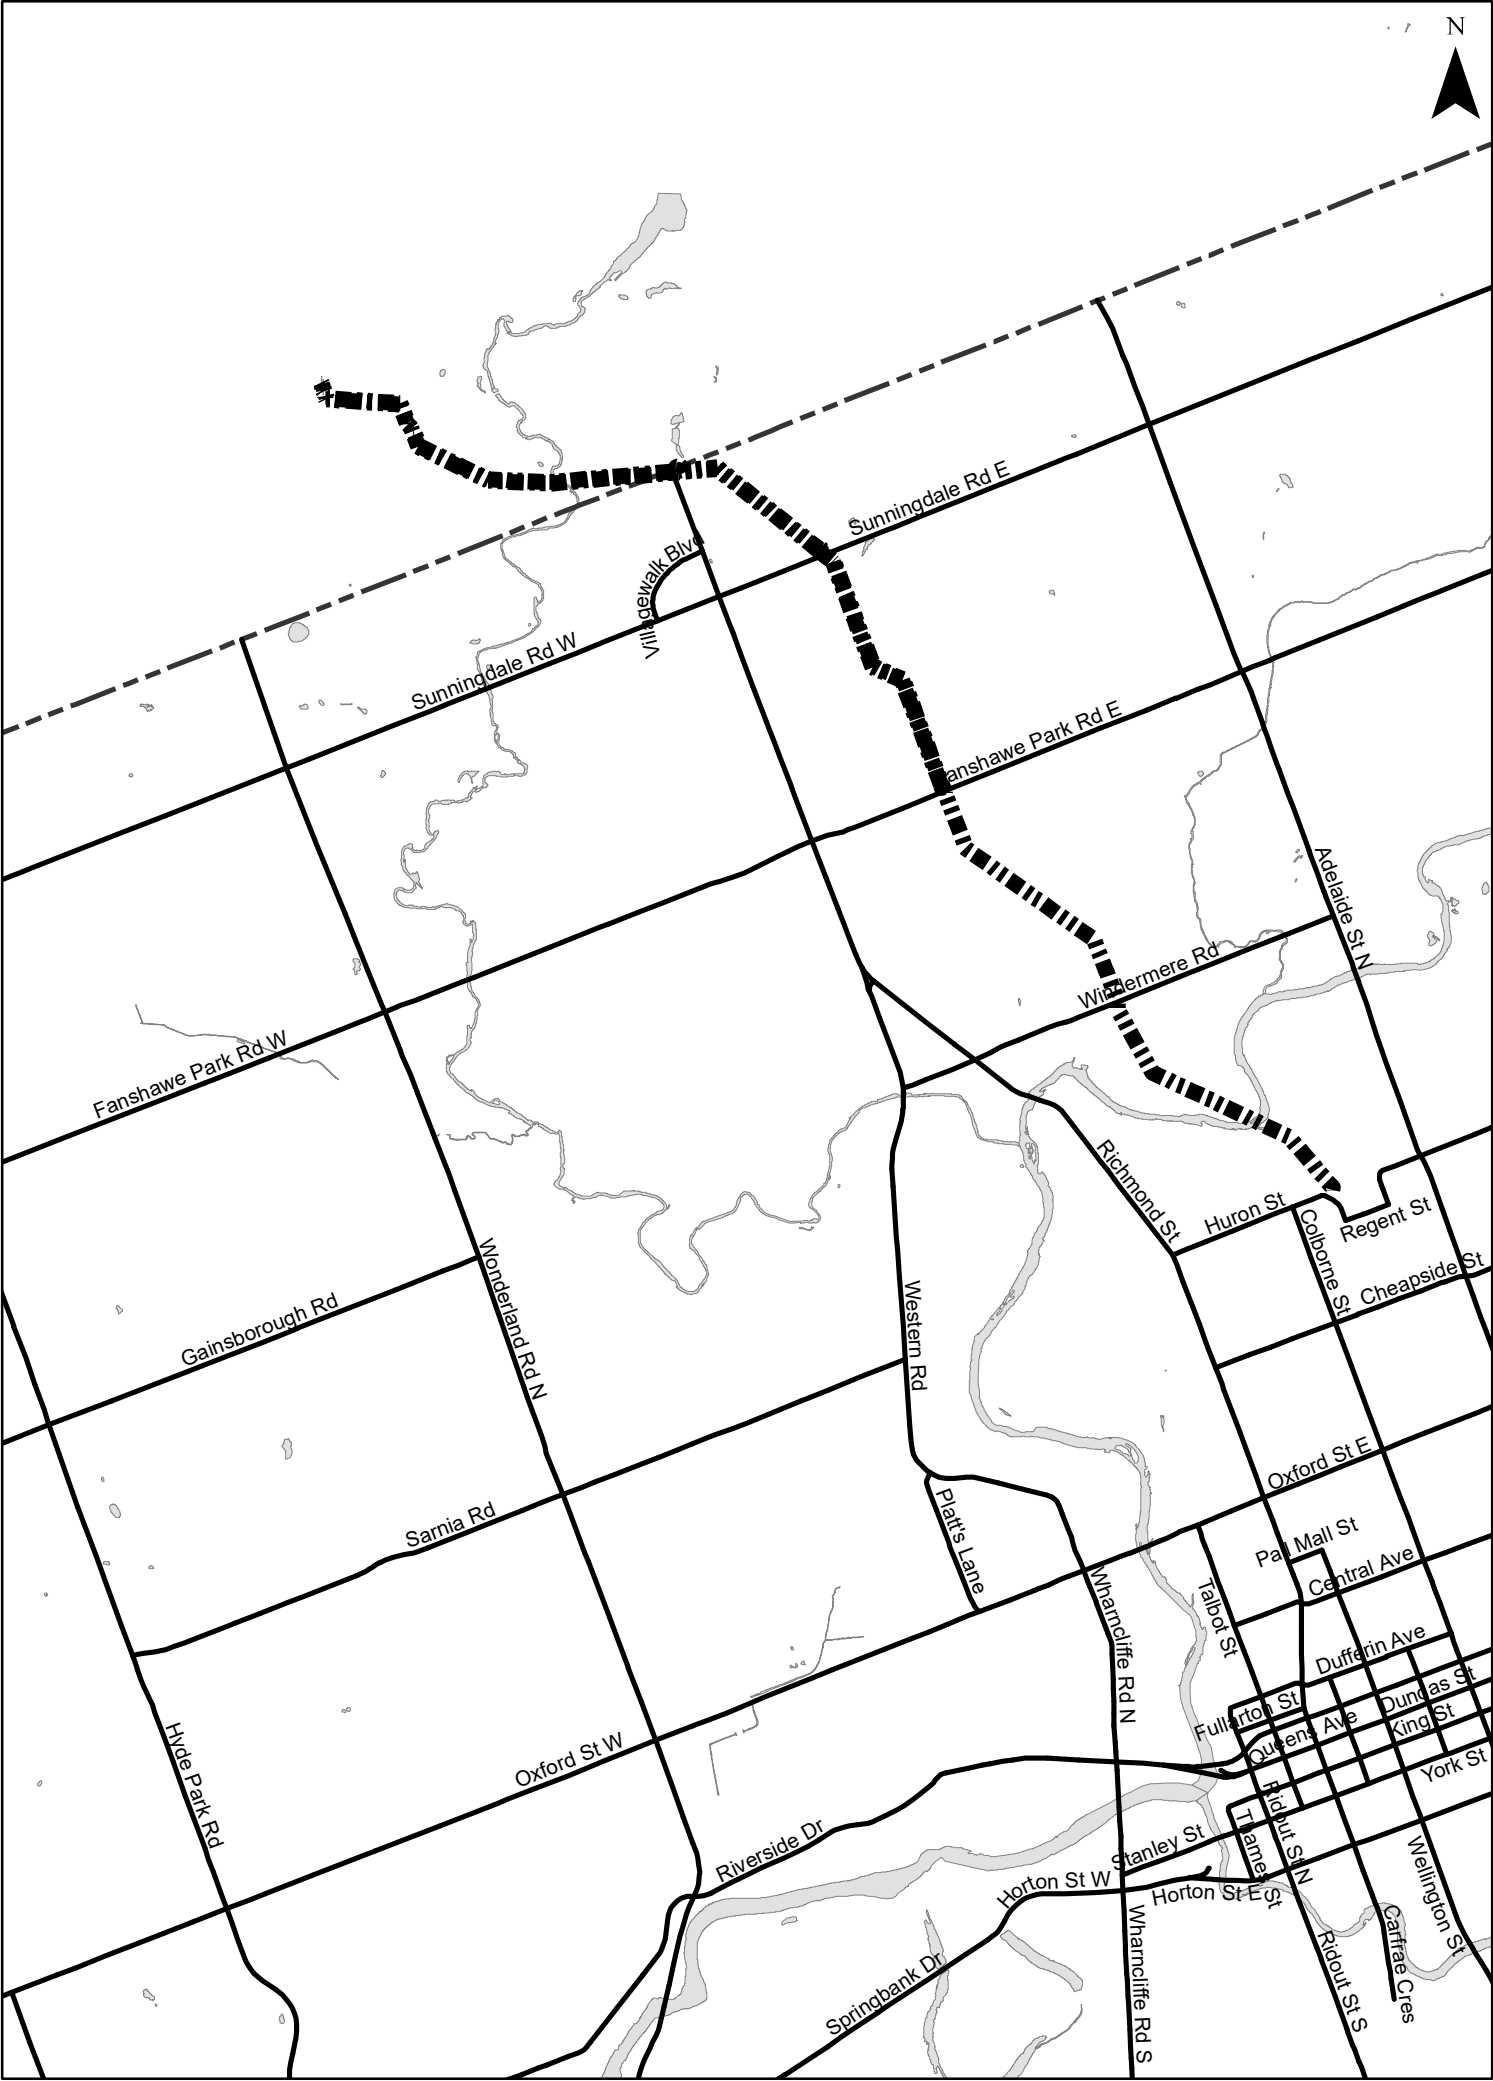 N
Sunningdale Rd E
Villagewalk Blvd
Sunningdale Rd W
Fanshawe Park Rd E
Adelaide St N
Windermere Rd
Fanshawe Park Rd W
Richmond St
Huron St
Regent St
Colborne St
Cheapside St
Wonderland Rd N
Gainsborough Rd
Western Rd
Oxford St E
Platt's Lane
Sarnia Rd
Pall Mall St
Central Ave
Wharncliffe Rd N
Talbot St
Dufferin Ave
Dundas St
Fullarton St
Queens Ave
King St
York St
Hyde Park Rd
Oxford St W
Riverside Dr
Ridout St N
Thames St
Stanley St
Wellington St
Horton St W
Horton St E
Carfrae Cres
Wharncliffe Rd S
Ridout St S
Springbank Dr